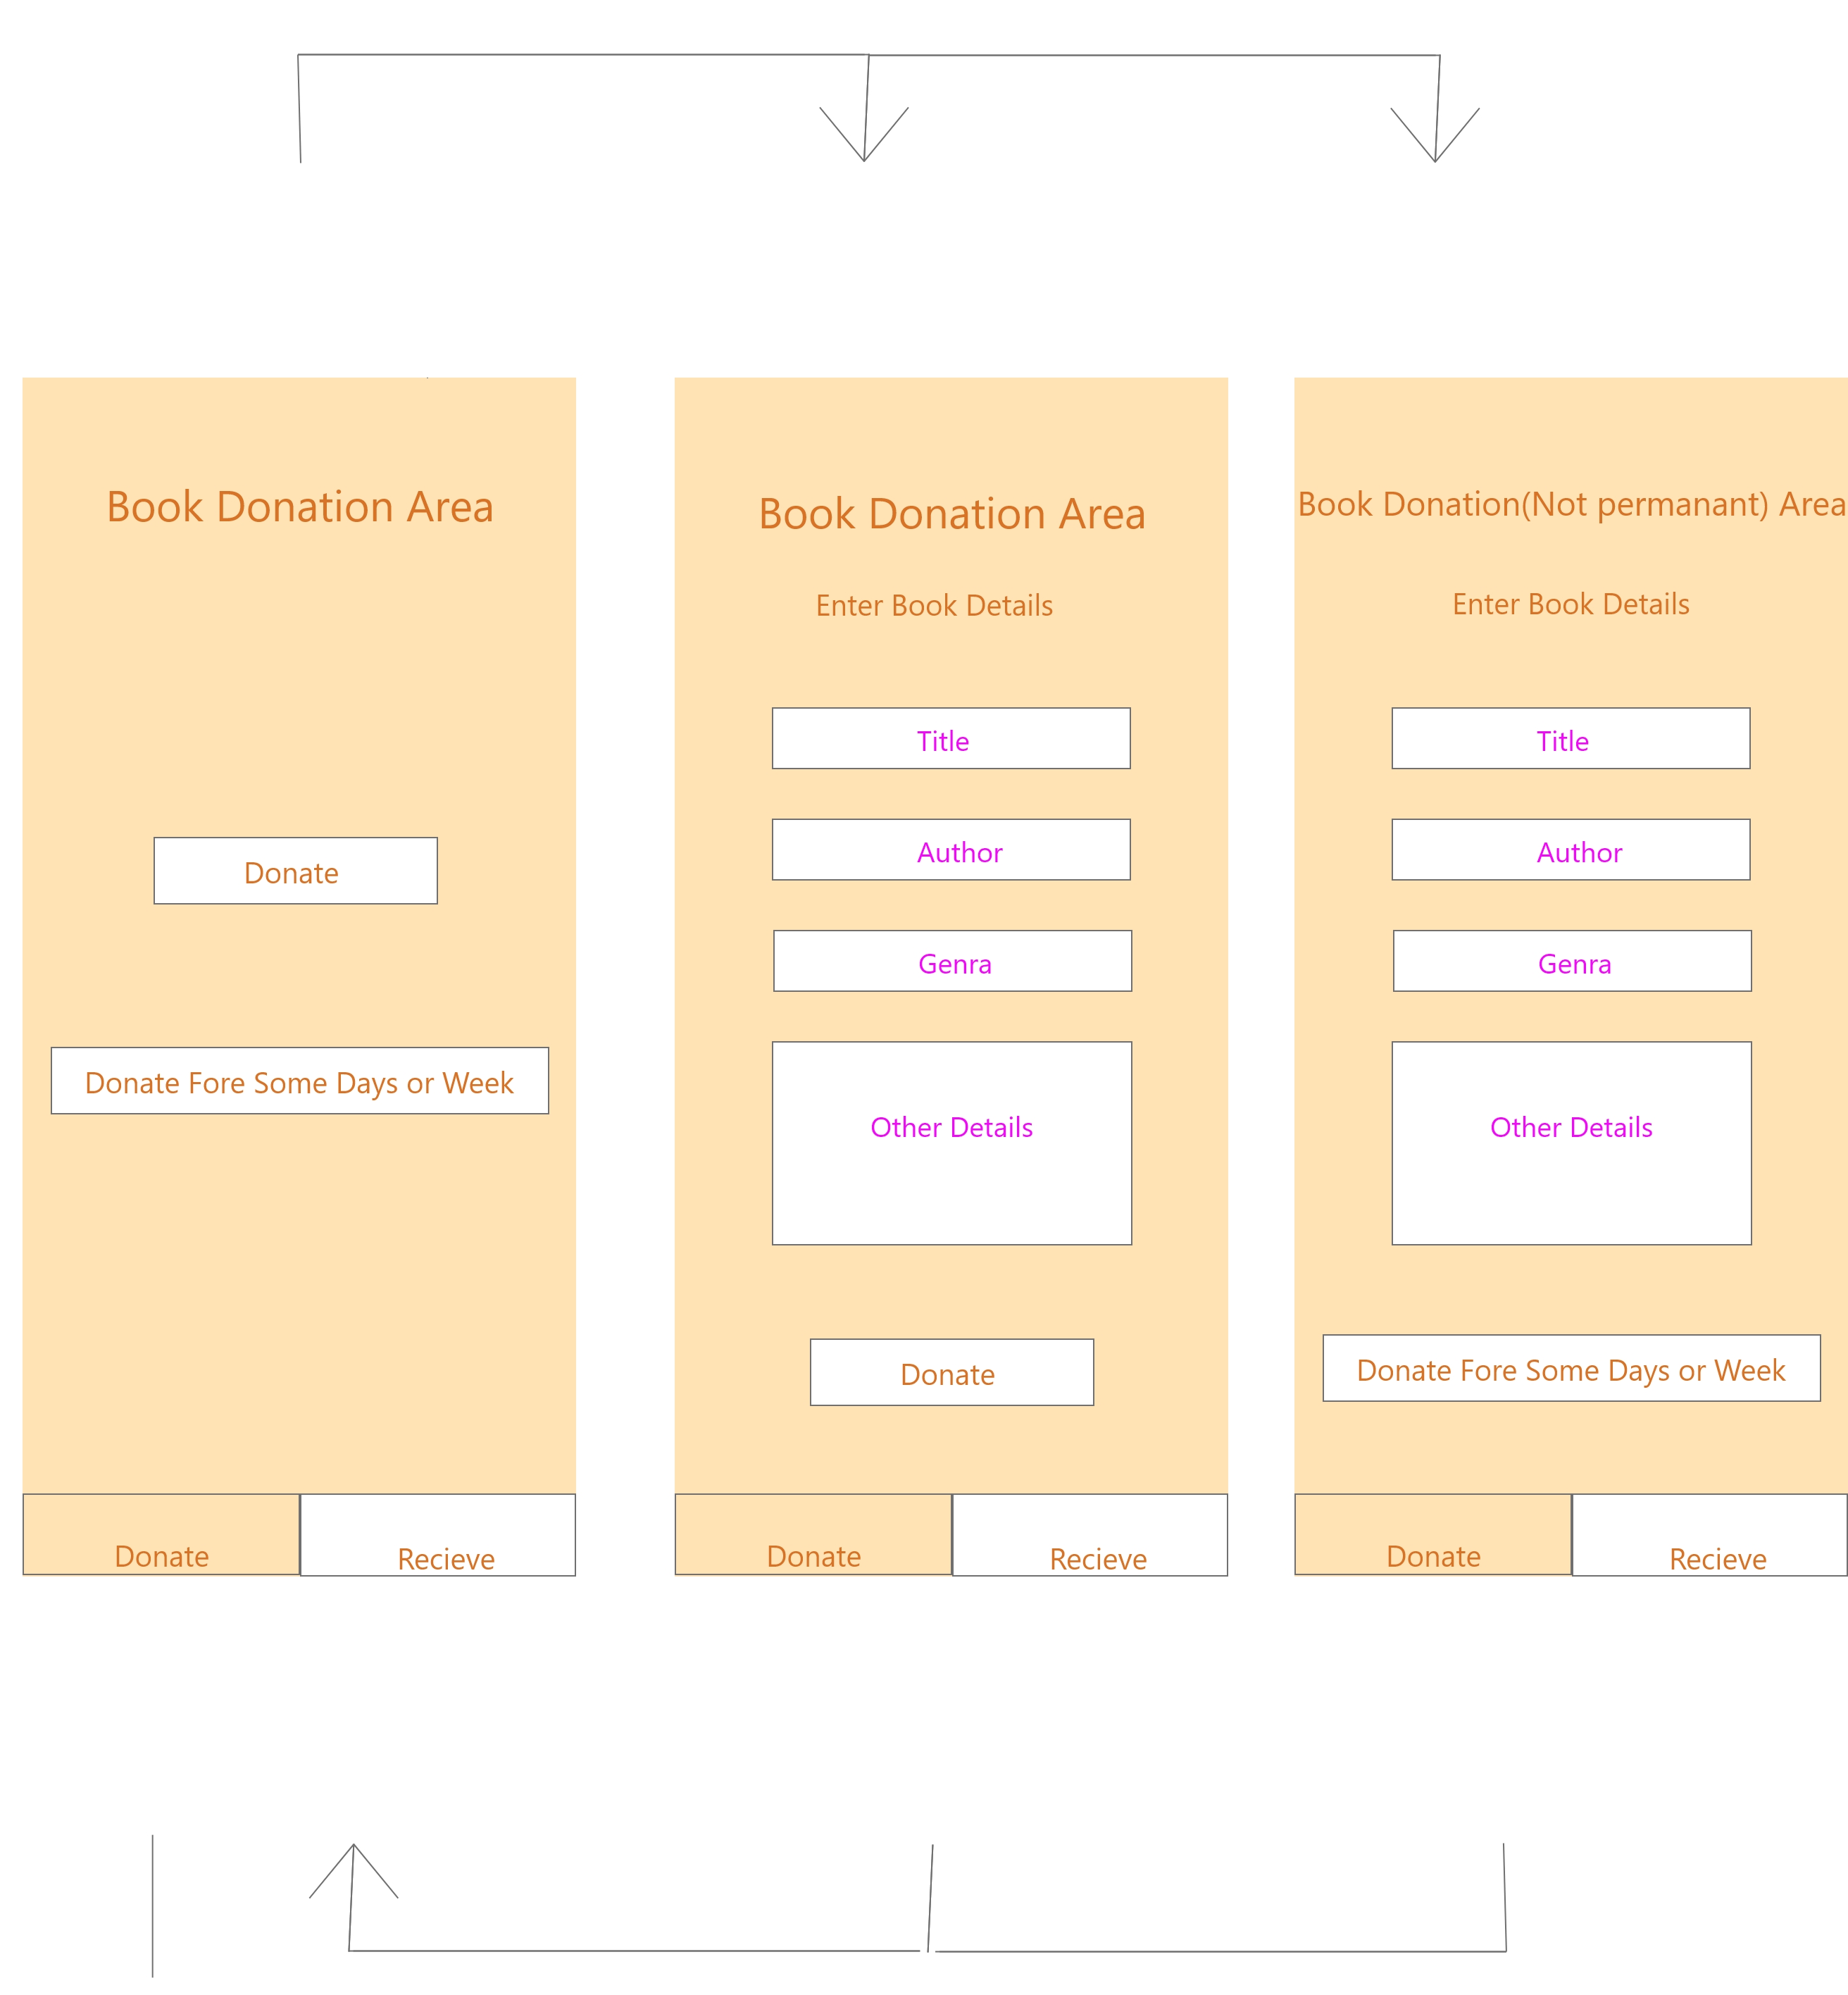 Book Donation Area
Donate
Donate Fore Some Days or Week
Donate
Recieve
Book Donation Area
Enter Book Details
Title
Author
Genra
Other Details
Donate
Donate
Recieve
Book Donation(Not permanant) Area
Enter Book Details
Title
Author
Genra
Other Details
Donate Fore Some Days or Week
Donate
Recieve